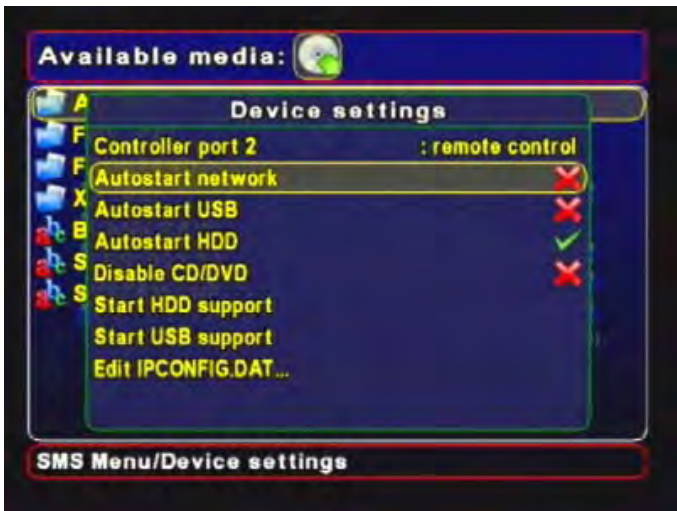 Available media:
A
Device settings
F
Controller port 2 : remote control
F
Autostart network
X
Autostart USB
B
Autostart HDD
S
Disable CD/DVD
S
Start HDD support
Start USB support
Edit IPCONFIG.DAT...
SMS Menu/Device settings